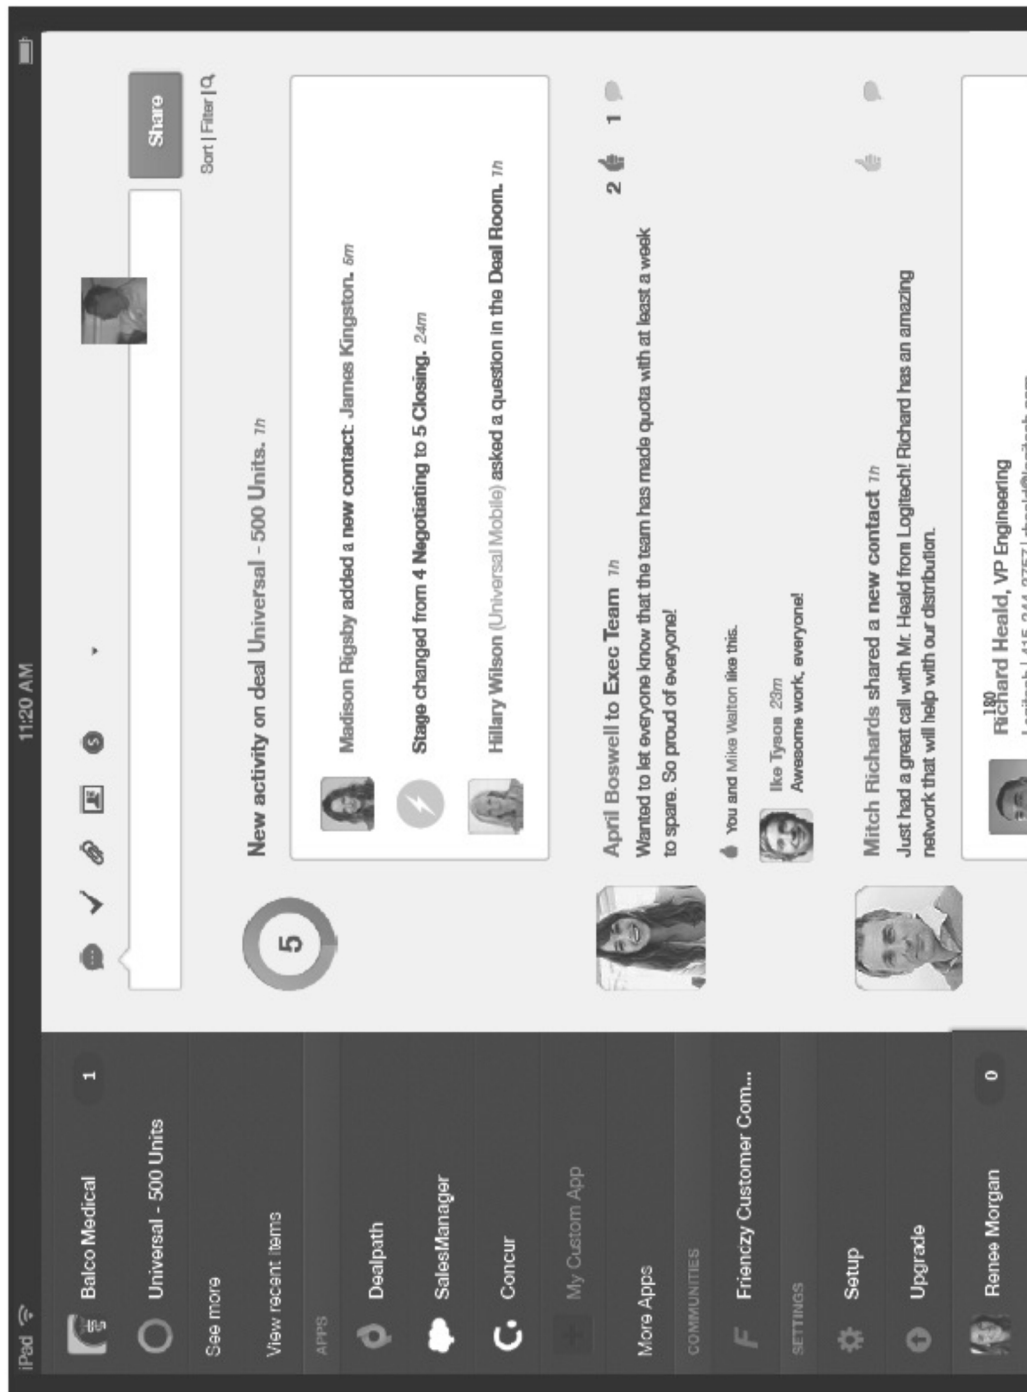 iPad
11:20 AM
Balco Medical
1
Universal - 500 Units
See more
View recent items
APPS
Dealpath
SalesManager
Concur
My Custom App
More Apps
COMMUNITIES
F
Frienczy Customer Com...
SETTINGS
Setup
Upgrade
Renee Morgan
0
Share
Sort | Filter |
5
New activity on deal Universal - 500 Units. 1h
Madison Rigsby added a new contact: James Kingston. 5m
Stage changed from 4 Negotiating to 5 Closing. 24m
Hillary Wilson (Universal Mobile) asked a question in the Deal Room. 1h
April Boswell to Exec Team 1h
2
1
Wanted to let everyone know that the team has made quota with at least a week
to spare. So proud of everyone!
You and Mike Walton like this.
Ike Tyson 23m
Awesome work, everyone!
Mitch Richards shared a new contact 1h
Just had a great call with Mr. Heald from Logitech! Richard has an amazing
network that will help with our distribution.
180
Richard Heald, VP Engineering